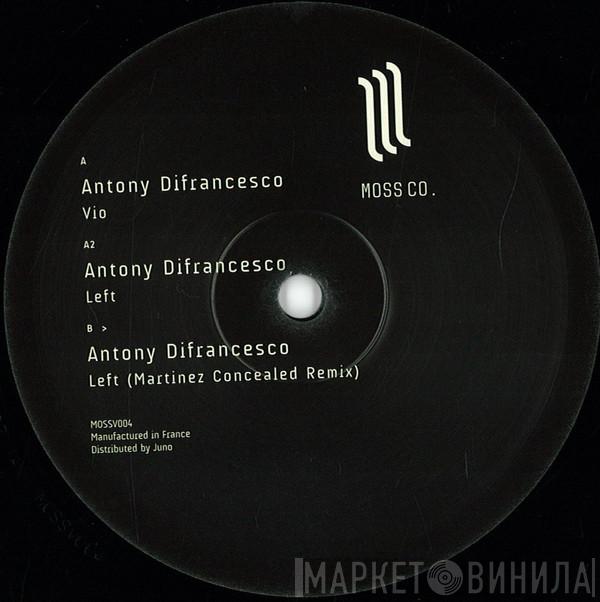 A
Antony Difrancesco
Vio
A2
Antony Difrancesco
Left
B >
Antony Difrancesco
Left (Martinez Concealed Remix)
MOSS CO.
MOSSV004
Manufactured in France
Distributed by Juno
МАРКЕТ ВИНИЛА